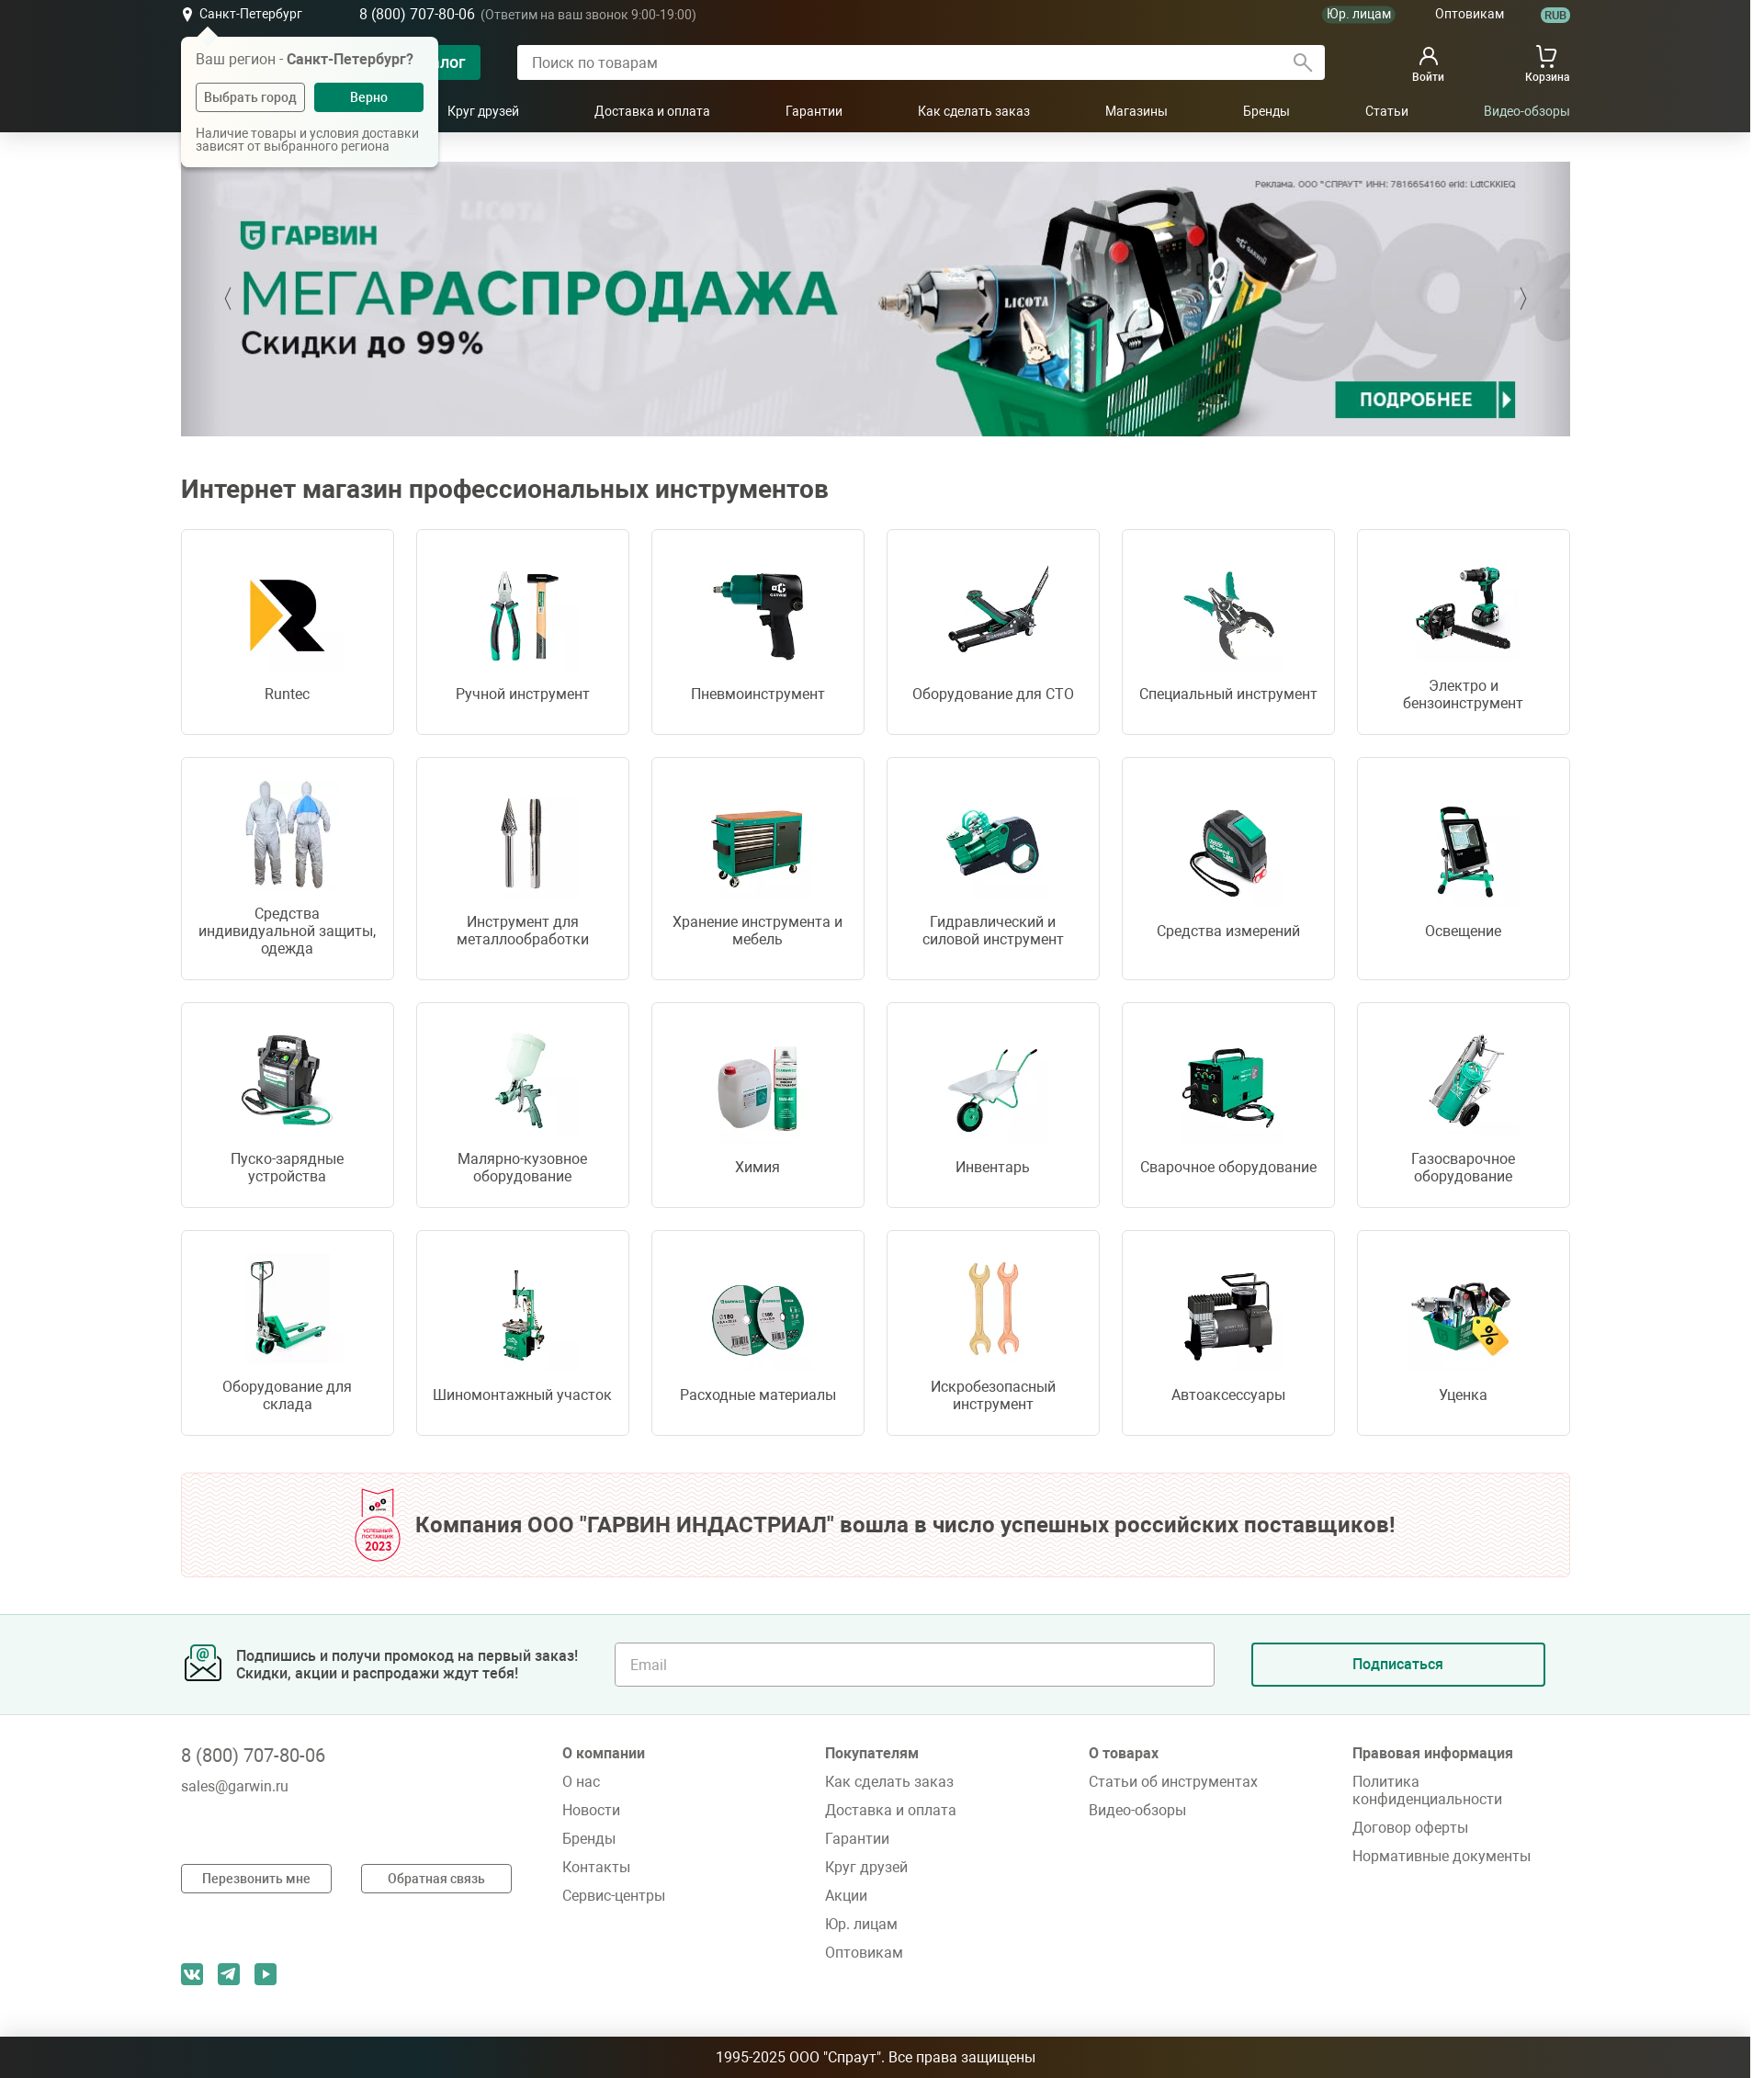 Санкт-Петербург
8 (800) 707-80-06 (Ответим на ваш звонок 9:00-19:00)
Юр. лицам
Оптовикам
RUB
Ваш регион - Санкт-Петербург?
Выбрать город
Верно
Наличие товары и условия доставки
зависят от выбранного региона
Поиск по товарам
Войти
Корзина
Круг друзей
Доставка и оплата
Гарантии
Как сделать заказ
Магазины
Бренды
Статьи
Видео-обзоры
Реклама. ООО "СПРАУТ" ИНН: 7816654160 erid: LdtCKKiEQ
ГАРВИН
МЕГАРАСПРОДАЖА
Скидки до 99%
LICOTA
GARWIN
ПОДРОБНЕЕ
Интернет магазин профессиональных инструментов
Runtec
Ручной инструмент
Пневмоинструмент
Оборудование для СТО
Специальный инструмент
Электро и
бензоинструмент
Средства
индивидуальной защиты,
одежда
Инструмент для
металлообработки
Хранение инструмента и
мебель
Гидравлический и
силовой инструмент
Средства измерений
Освещение
Пуско-зарядные
устройства
Малярно-кузовное
оборудование
Химия
Инвентарь
Сварочное оборудование
Газосварочное
оборудование
Оборудование для
склада
Шиномонтажный участок
Расходные материалы
Искробезопасный
инструмент
Автоаксессуары
Уценка
УСПЕШНЫЙ
ПОСТАВЩИК
2023
Компания ООО "ГАРВИН ИНДАСТРИАЛ" вошла в число успешных российских поставщиков!
Подпишись и получи промокод на первый заказ!
Скидки, акции и распродажи ждут тебя!
Email
Подписаться
8 (800) 707-80-06
sales@garwin.ru
Перезвонить мне
Обратная связь
О компании
О нас
Новости
Бренды
Контакты
Сервис-центры
Покупателям
Как сделать заказ
Доставка и оплата
Гарантии
Круг друзей
Акции
Юр. лицам
Оптовикам
О товарах
Статьи об инструментах
Видео-обзоры
Правовая информация
Политика
конфиденциальности
Договор оферты
Нормативные документы
1995-2025 ООО "Спраут". Все права защищены